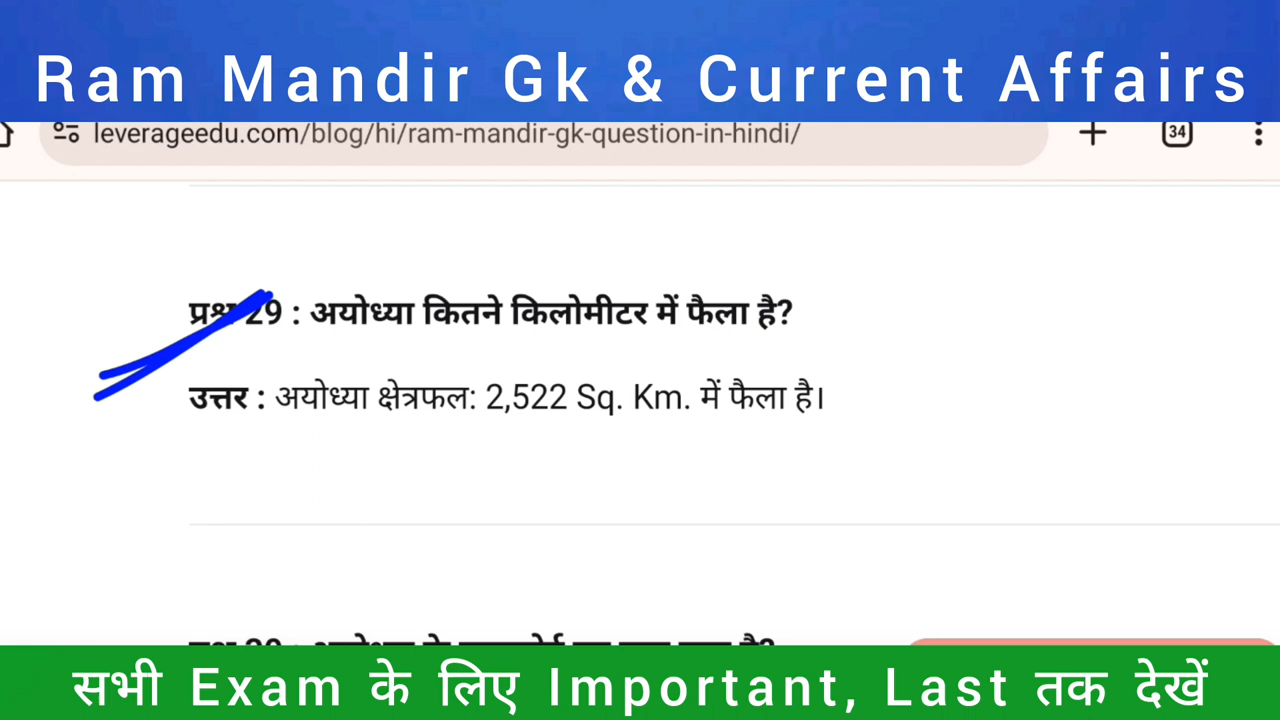 Ram Mandir Gk & Current Affairs
leverageedu.com/blog/hi/ram-mandir-gk-question-in-hindi/
34
प्रश्न 29 : अयोध्या कितने किलोमीटर में फैला है?
उत्तर : अयोध्या क्षेत्रफल: 2,522 Sq. Km. में फैला है।
सभी Exam के लिए Important, Last तक देखें